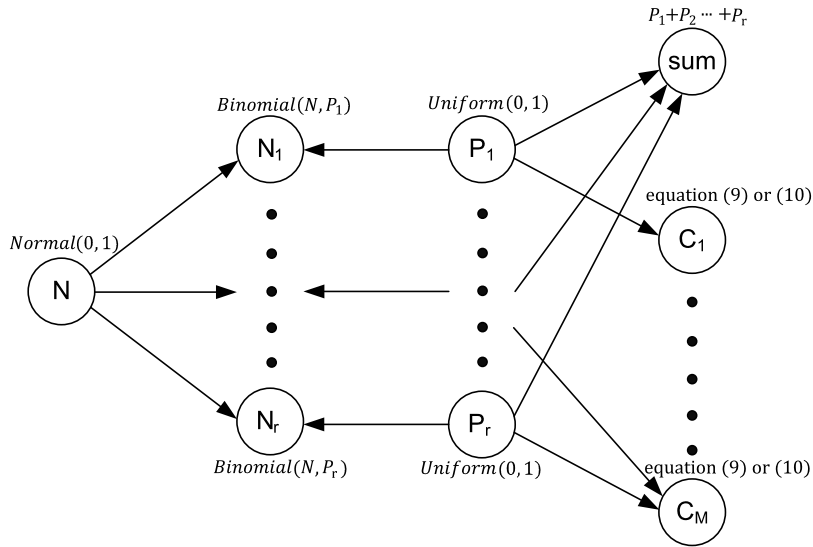 P₁+P₂ ⋯ +Pᵣ
sum
Binomial(N, P₁)
Uniform(0, 1)
N₁
P₁
equation (9) or (10)
C₁
Normal(0, 1)
N
Nᵣ
Pᵣ
Binomial(N, Pᵣ)
Uniform(0, 1)
equation (9) or (10)
C_M